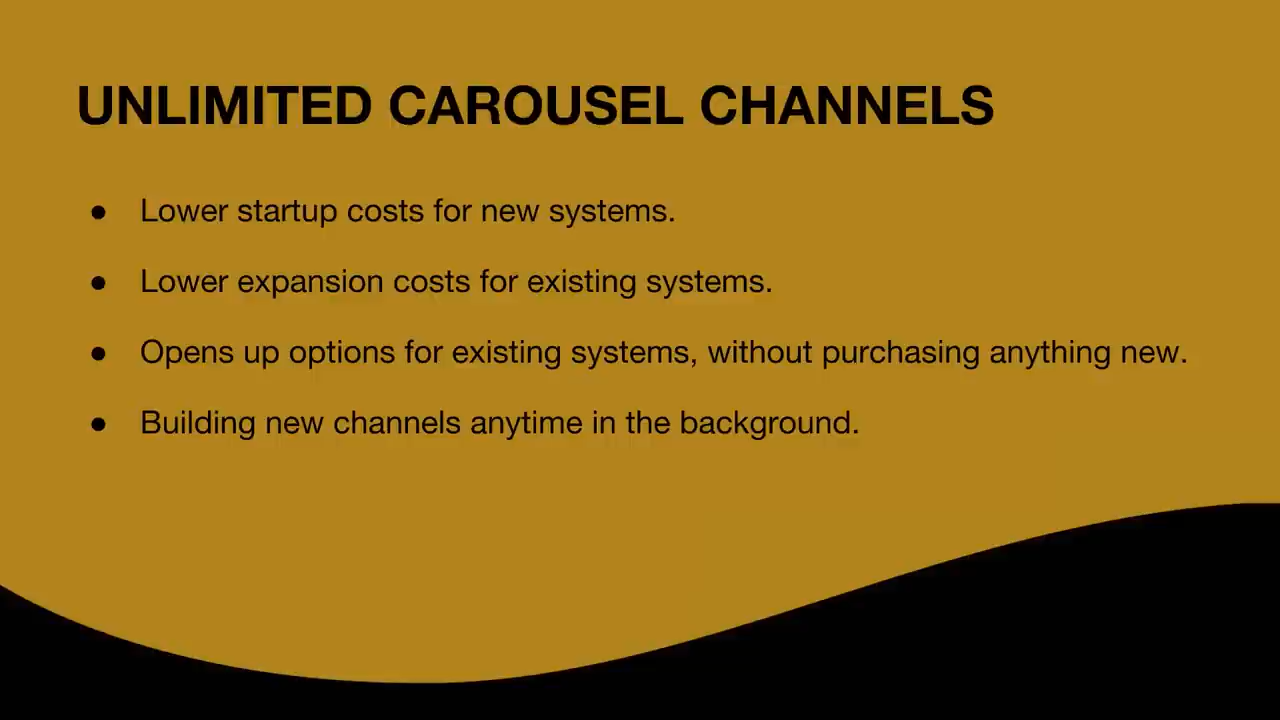 UNLIMITED CAROUSEL CHANNELS
● Lower startup costs for new systems.
● Lower expansion costs for existing systems.
● Opens up options for existing systems, without purchasing anything new.
● Building new channels anytime in the background.